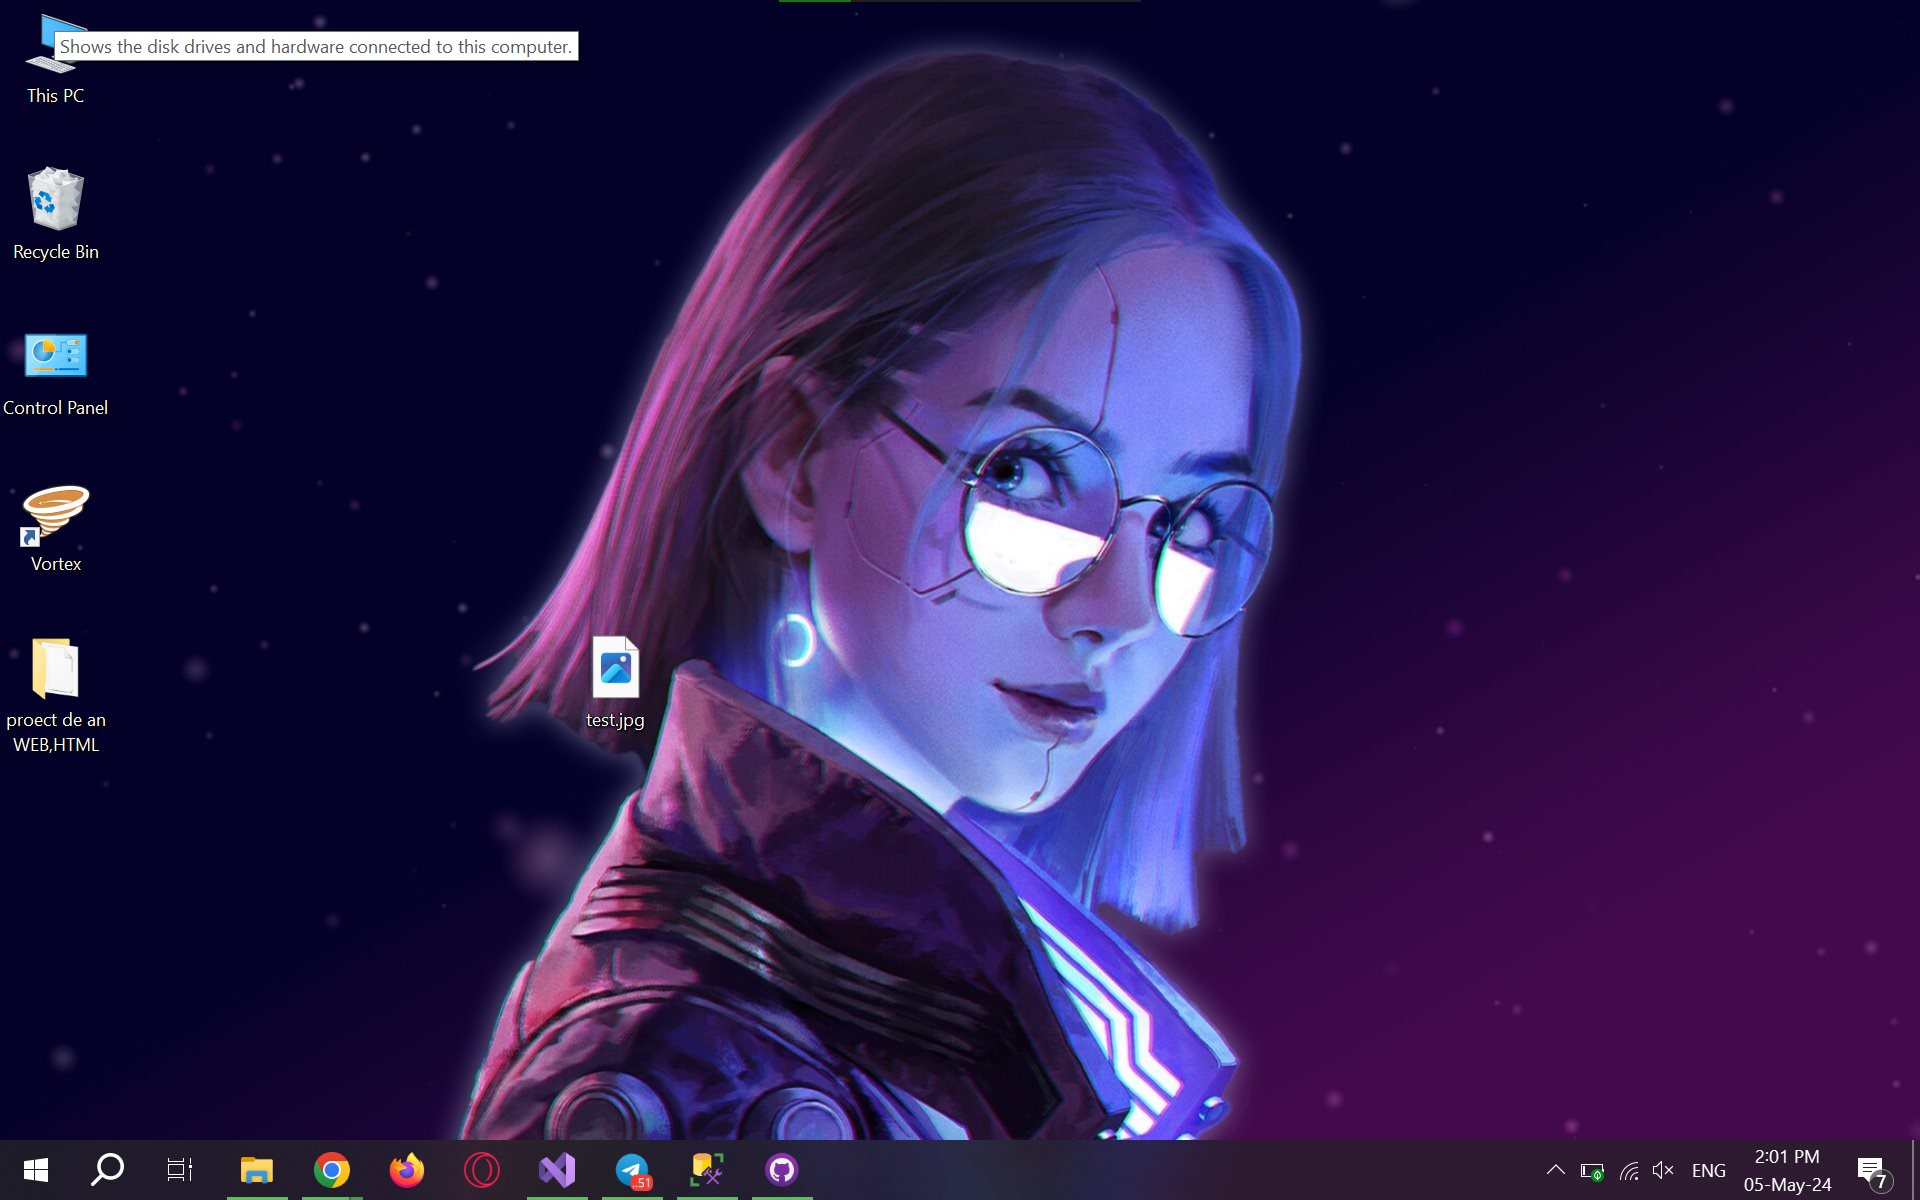 Shows the disk drives and hardware connected to this computer.
This PC
Recycle Bin
Control Panel
Vortex
proect de an
WEB,HTML
test.jpg
..51
ENG
2:01 PM
05-May-24
7